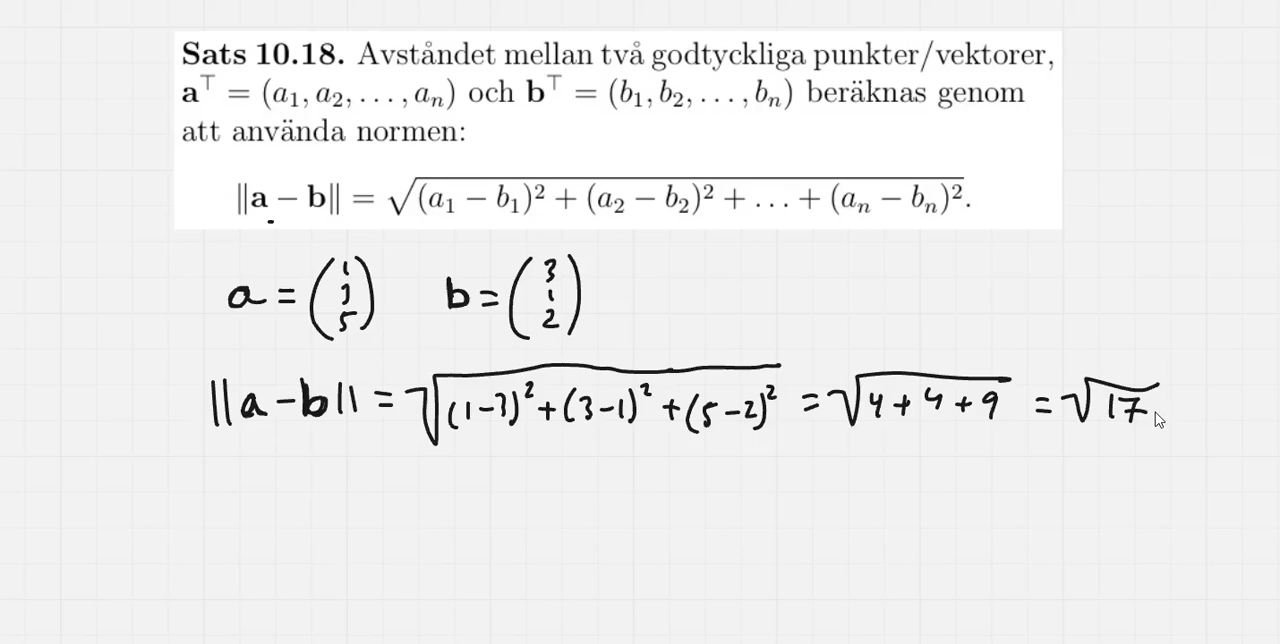 Sats 10.18. Avståndet mellan två godtyckliga punkter/vektorer,
a⊤ = (a₁, a₂, . . . , aₙ) och b⊤ = (b₁, b₂, . . . , bₙ) beräknas genom
att använda normen:
‖a − b‖ = √((a₁ − b₁)² + (a₂ − b₂)² + . . . + (aₙ − bₙ)²).
a = (1 3 5) b = (3 1 2)
||a - b|| = √((1-3)² + (3-1)² + (5-2)²) = √(4 + 4 + 9) = √17